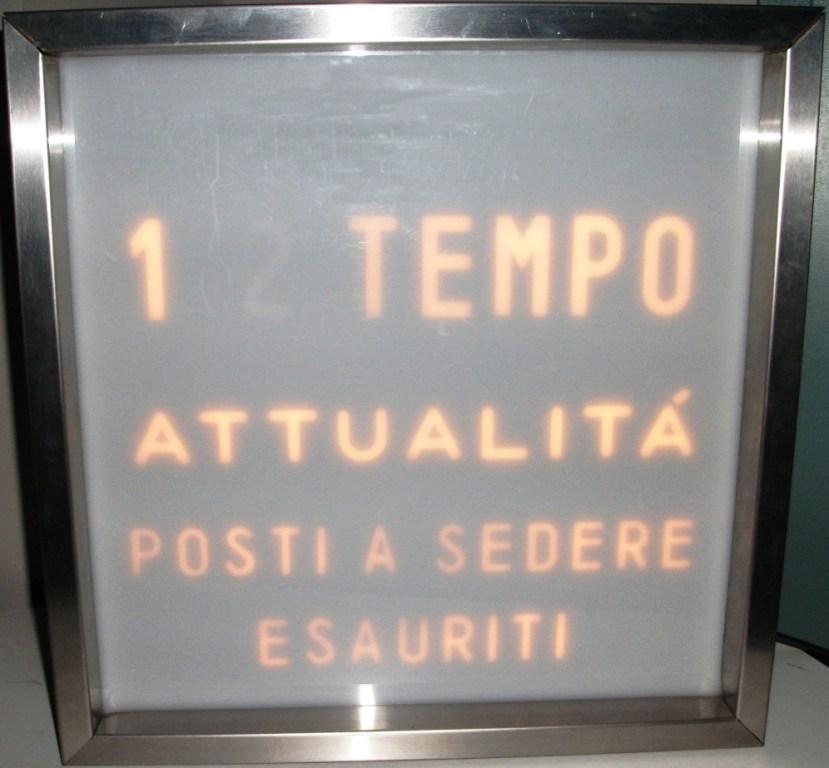 1 2 TEMPO
ATTUALITÁ
POSTI A SEDERE
ESAURITI